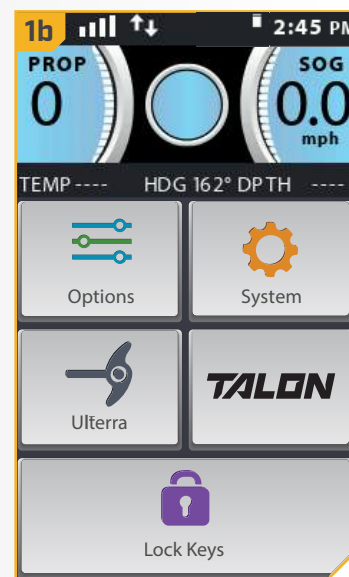 1b 2:45 PM
PROP SOG
0 0.0
mph
TEMP ---- HDG 162° DPTH ----
Options System
Ulterra TALON
Lock Keys